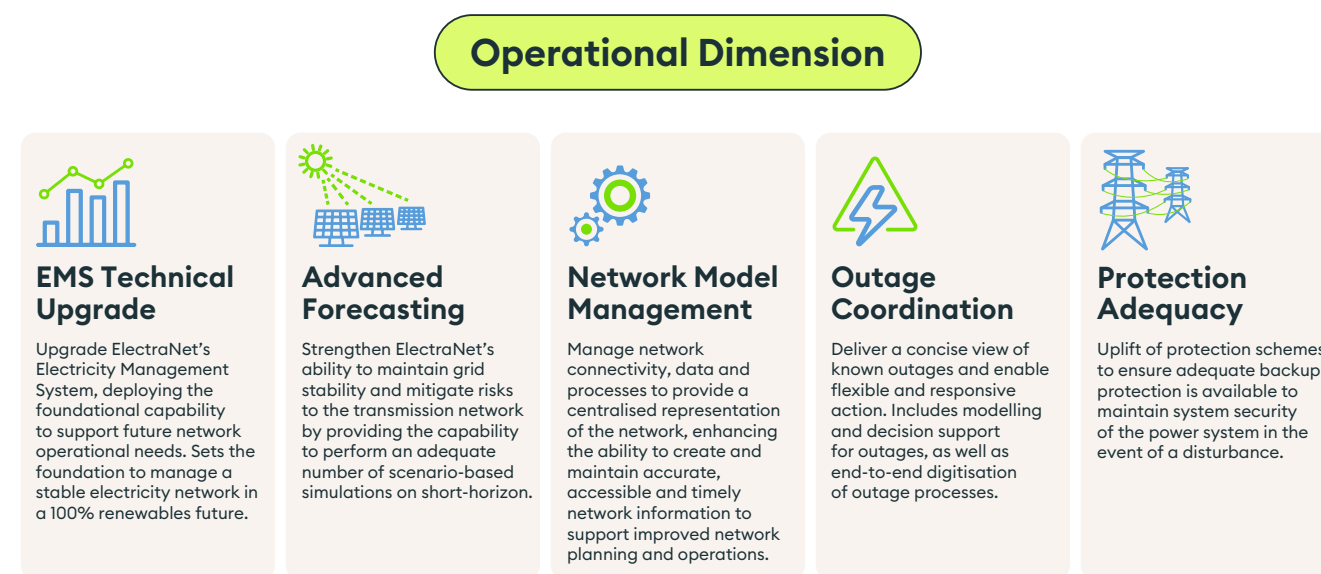 Operational Dimension
EMS Technical
Upgrade
Upgrade ElectraNet's
Electricity Management
System, deploying the
foundational capability
to support future network
operational needs. Sets the
foundation to manage a
stable electricity network in
a 100% renewables future.
Advanced
Forecasting
Strengthen ElectraNet's
ability to maintain grid
stability and mitigate risks
to the transmission network
by providing the capability
to perform an adequate
number of scenario-based
simulations on short-horizon.
Network Model
Management
Manage network
connectivity, data and
processes to provide a
centralised representation
of the network, enhancing
the ability to create and
maintain accurate,
accessible and timely
network information to
support improved network
planning and operations.
Outage
Coordination
Deliver a concise view of
known outages and enable
flexible and responsive
action. Includes modelling
and decision support
for outages, as well as
end-to-end digitisation
of outage processes.
Protection
Adequacy
Uplift of protection schemes
to ensure adequate backup
protection is available to
maintain system security
of the power system in the
event of a disturbance.